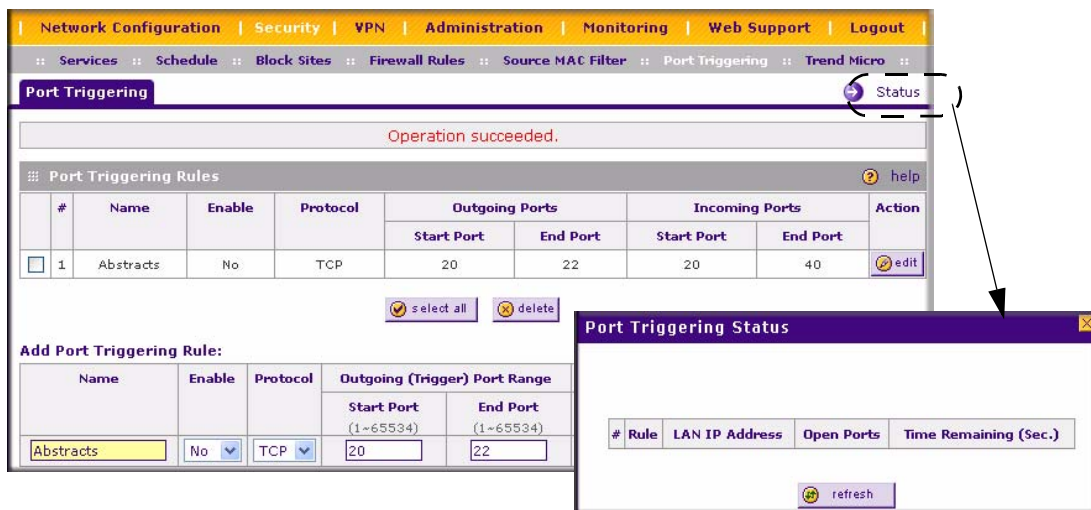 | Network Configuration | Security | VPN | Administration | Monitoring | Web Support | Logout |
:: Services :: Schedule :: Block Sites :: Firewall Rules :: Source MAC Filter :: Port Triggering :: Trend Micro ::
Port Triggering
Status
Operation succeeded.
Port Triggering Rules
help
# Name Enable Protocol Outgoing Ports Incoming Ports Action
Start Port End Port Start Port End Port
1 Abstracts No TCP 20 22 20 40 edit
select all delete
Add Port Triggering Rule:
Name Enable Protocol Outgoing (Trigger) Port Range
Start Port End Port
(1~65534) (1~65534)
Abstracts No TCP 20 22
Port Triggering Status
# Rule LAN IP Address Open Ports Time Remaining (Sec.)
refresh